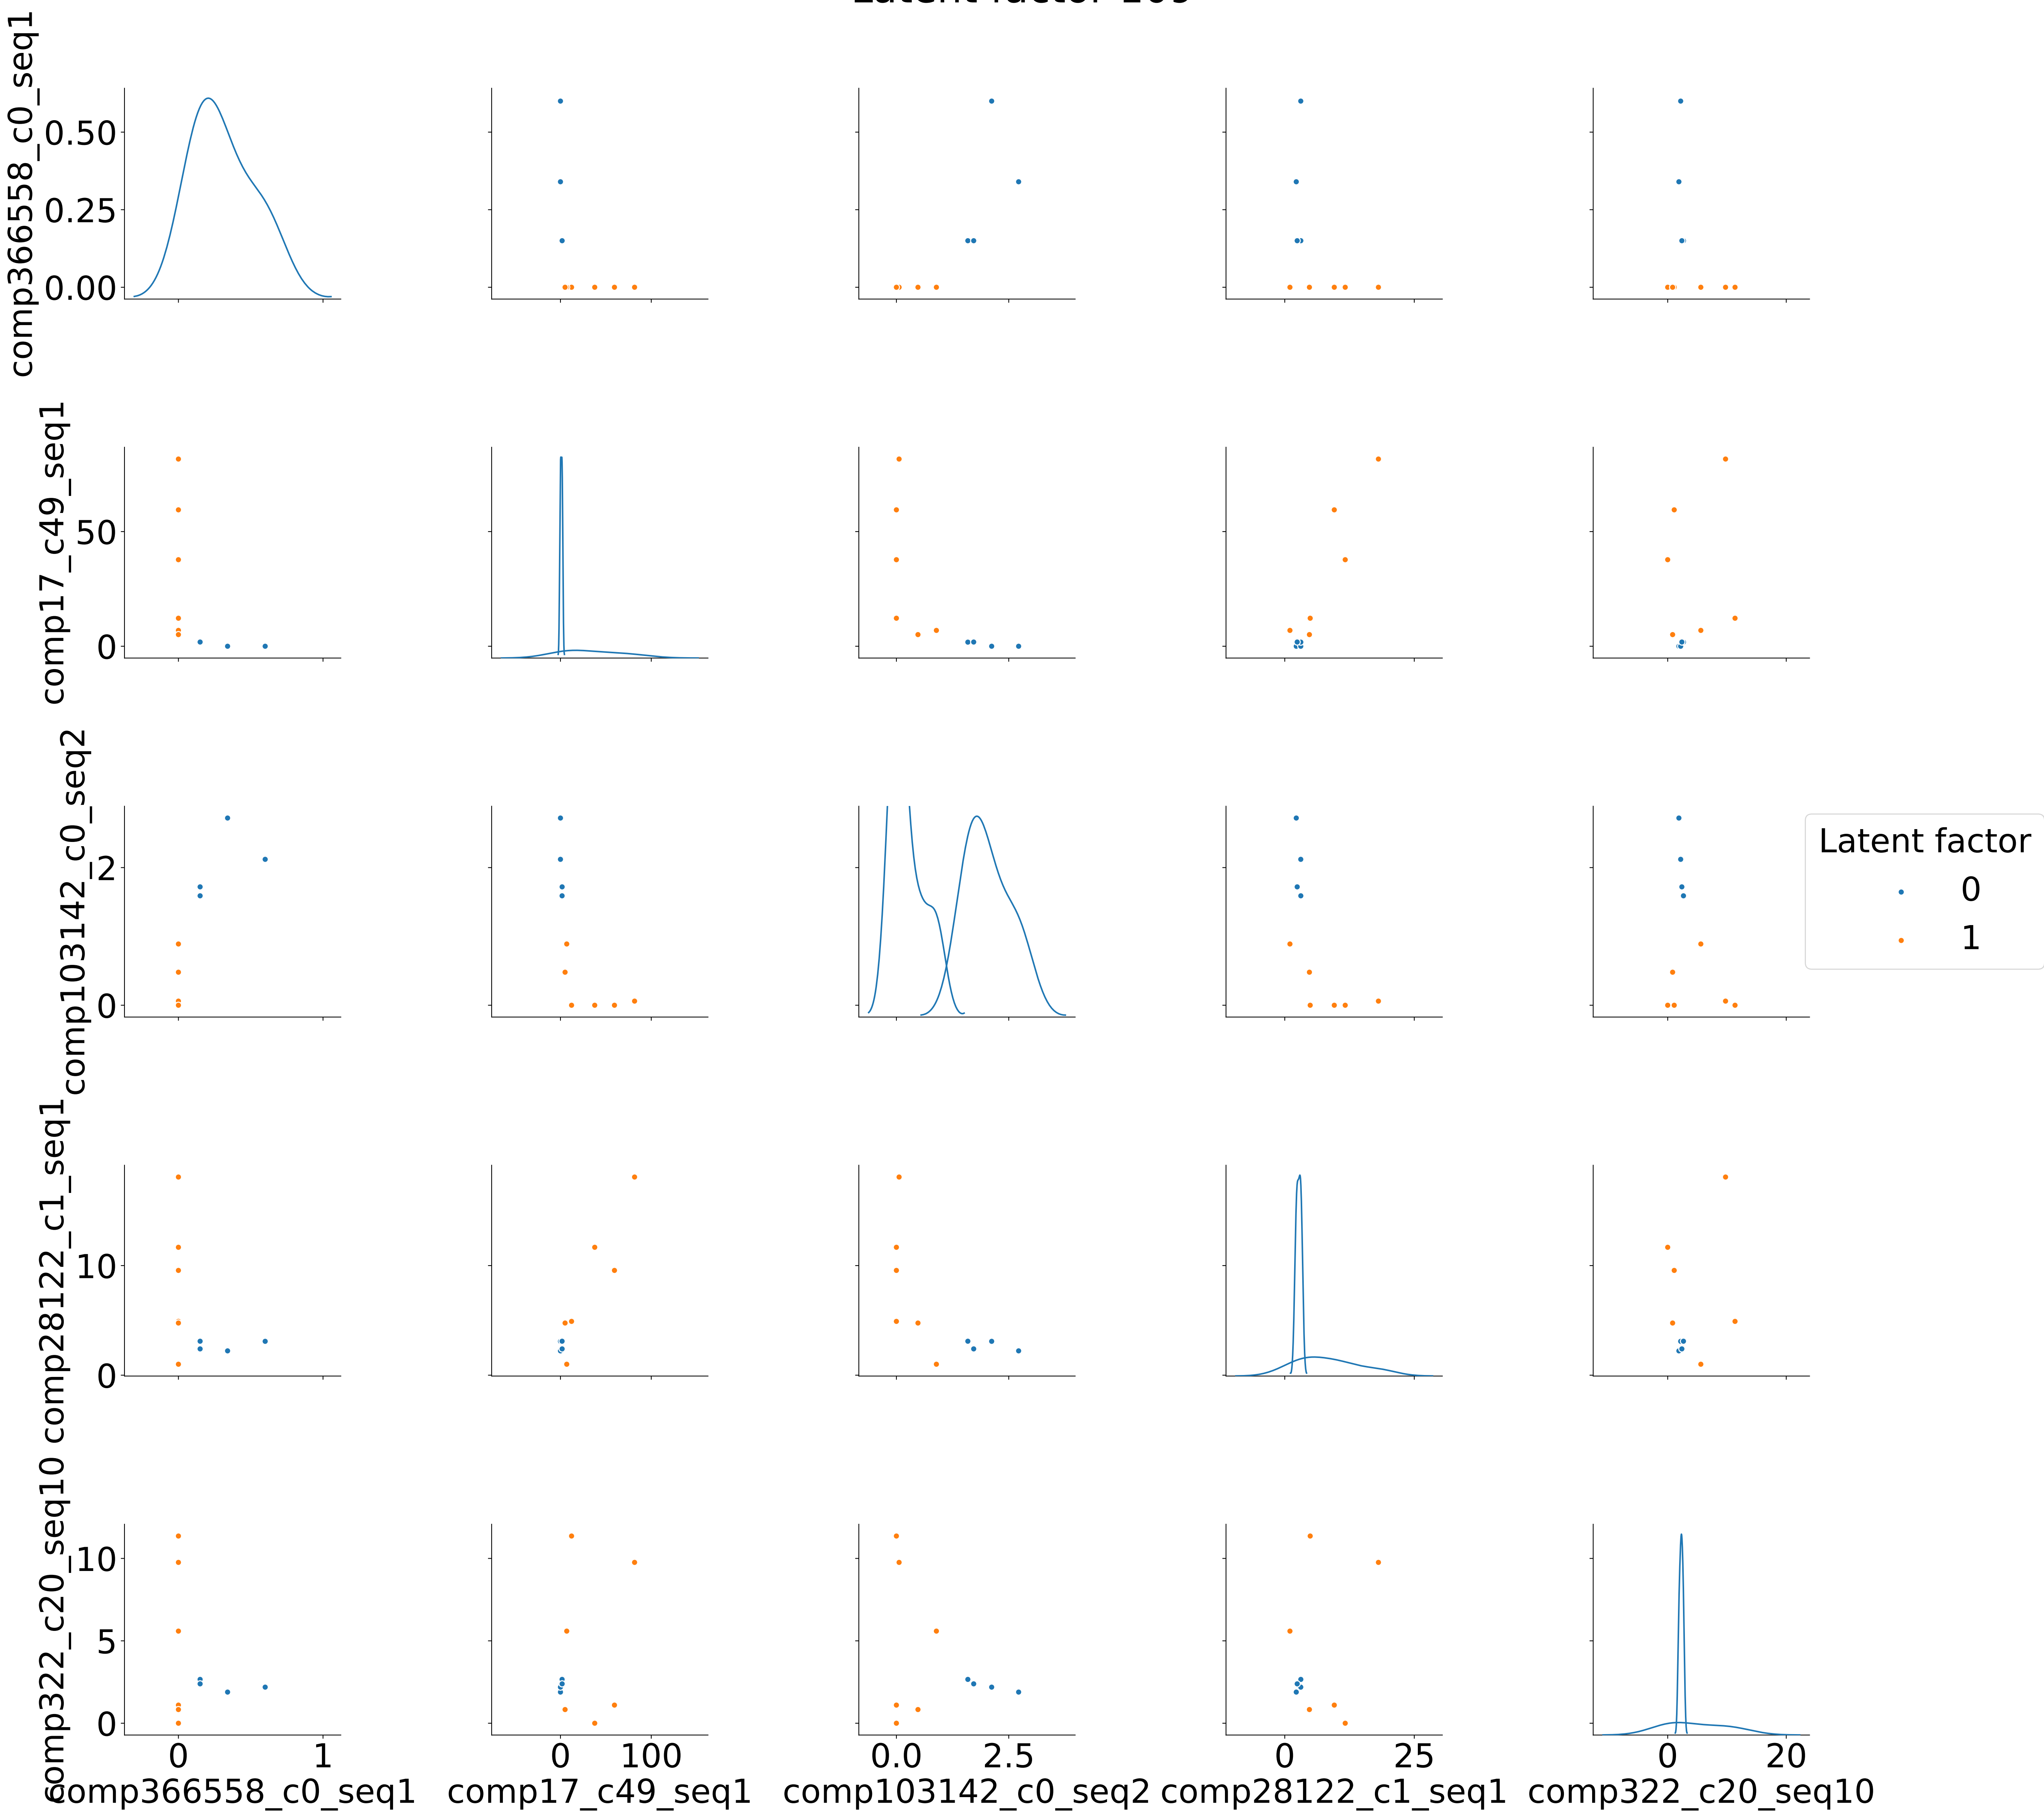 comp366558_c0_seq1
0.50
0.25
0.00
comp17_c49_seq1
50
0
comp103142_c0_seq2
2
0
Latent factor
0
1
comp28122_c1_seq1
10
0
comp322_c20_seq10
10
5
0
0 1 0 100 0.0 2.5 0 25 0 20
comp366558_c0_seq1 comp17_c49_seq1 comp103142_c0_seq2 comp28122_c1_seq1 comp322_c20_seq10